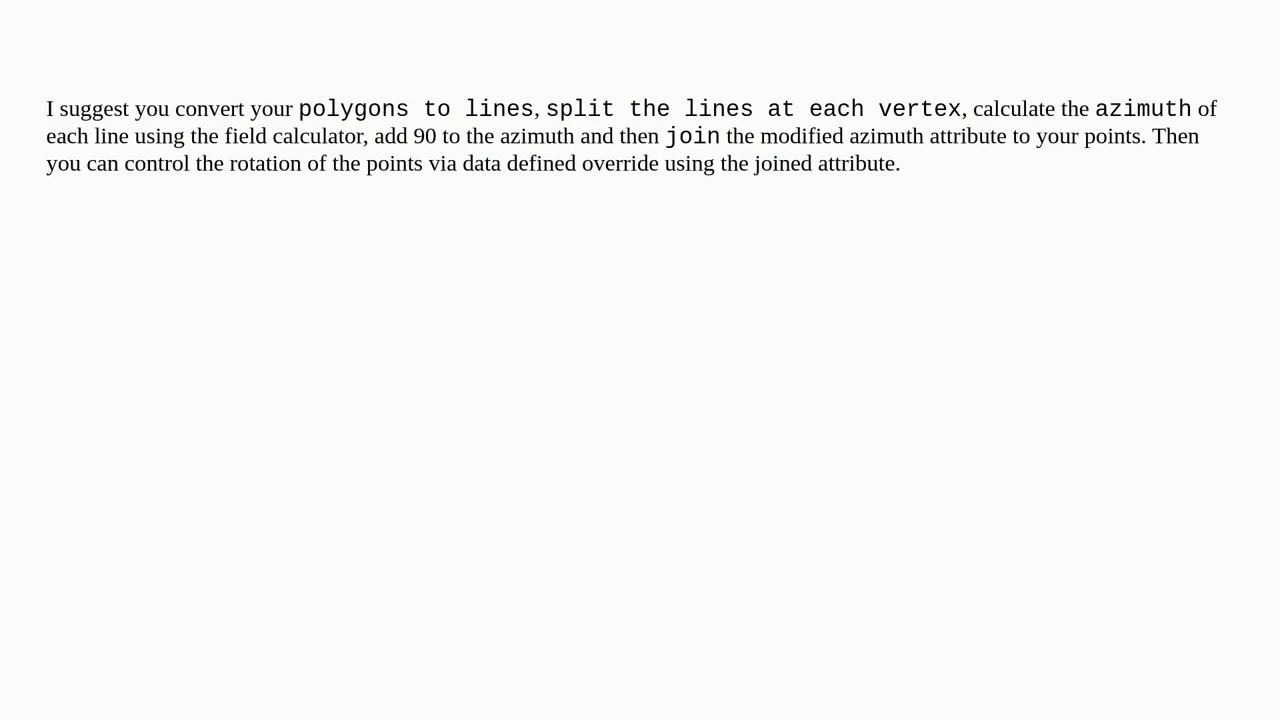 I suggest you convert your polygons to lines, split the lines at each vertex, calculate the azimuth of
each line using the field calculator, add 90 to the azimuth and then join the modified azimuth attribute to your points. Then
you can control the rotation of the points via data defined override using the joined attribute.